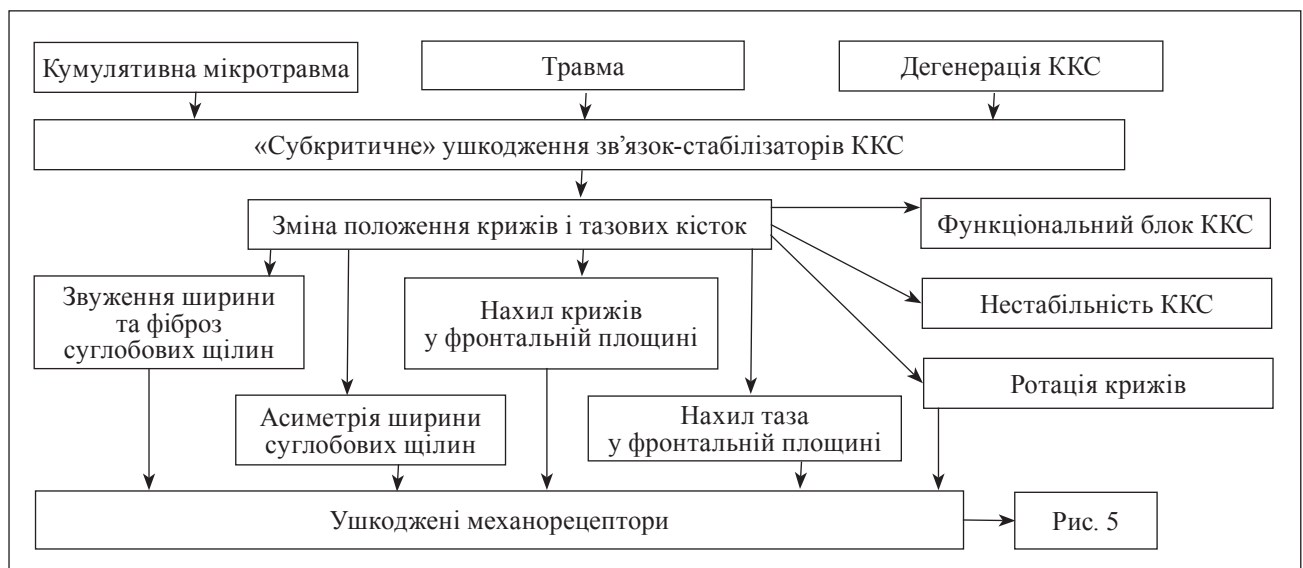 Кумулятивна мікротравма
Травма
Дегенерація ККС
«Субкритичне» ушкодження зв’язок-стабілізаторів ККС
Зміна положення крижів і тазових кісток
Функціональний блок ККС
Звуження ширини
та фіброз
суглобових щілин
Нахил крижів
у фронтальній площині
Нестабільність ККС
Ротація крижів
Асиметрія ширини
суглобових щілин
Нахил таза
у фронтальній площині
Ушкоджені механорецептори
Рис. 5